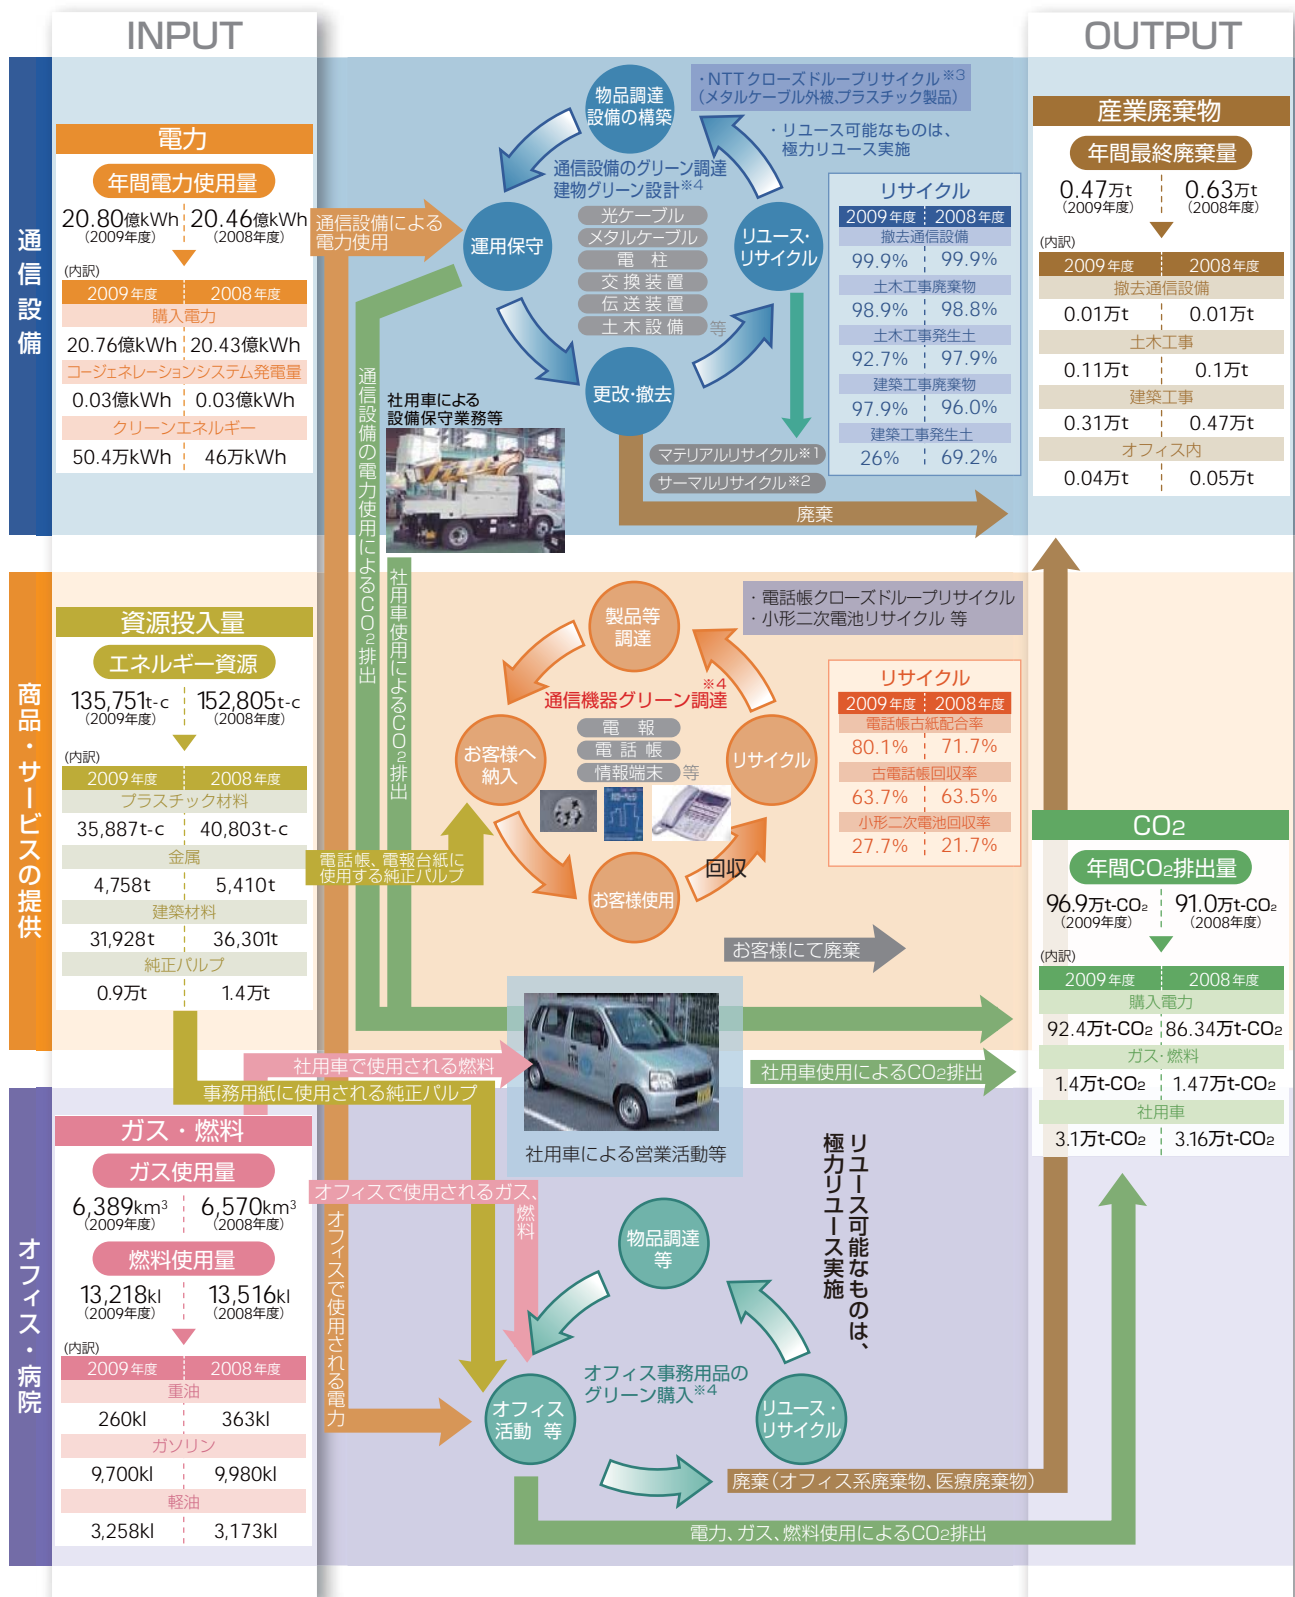 INPUT
OUTPUT
通信設備
電力
年間電力使用量
20.80億kWh 20.46億kWh
(2009年度) (2008年度)
(内訳)
2009年度 2008年度
購入電力
20.76億kWh 20.43億kWh
コージェネレーションシステム発電量
0.03億kWh 0.03億kWh
クリーンエネルギー
50.4万kWh 46万kWh
通信設備による
電力使用
物品調達
設備の構築
・NTTクローズドループリサイクル※3
(メタルケーブル外被、プラスチック製品)
・リユース可能なものは、
極力リユース実施
通信設備のグリーン調達
建物グリーン設計※4
光ケーブル
メタルケーブル
電柱
交換装置
伝送装置
土木設備 等
運用保守
リユース・
リサイクル
更改・撤去
リサイクル
2009年度 2008年度
撤去通信設備
99.9% 99.9%
土木工事廃棄物
98.9% 98.8%
土木工事発生土
92.7% 97.9%
建築工事廃棄物
97.9% 96.0%
建築工事発生土
26% 69.2%
マテリアルリサイクル※1
サーマルリサイクル※2
廃棄
社用車による
設備保守業務等
通信設備の電力使用によるCO2排出
社用車使用によるCO2排出
産業廃棄物
年間最終廃棄量
0.47万t 0.63万t
(2009年度) (2008年度)
(内訳)
2009年度 2008年度
撤去通信設備
0.01万t 0.01万t
土木工事
0.11万t 0.1万t
建築工事
0.31万t 0.47万t
オフィス内
0.04万t 0.05万t
商品・サービスの提供
資源投入量
エネルギー資源
135,751t-c 152,805t-c
(2009年度) (2008年度)
(内訳)
2009年度 2008年度
プラスチック材料
35,887t-c 40,803t-c
金属
4,758t 5,410t
建築材料
31,928t 36,301t
純正パルプ
0.9万t 1.4万t
電話帳、電報台紙に
使用する純正パルプ
製品等
調達
・電話帳クローズドループリサイクル
・小形二次電池リサイクル 等
通信機器グリーン調達※4
電報
電話帳
情報端末 等
お客様へ
納入
リサイクル
お客様使用
回収
リサイクル
2009年度 2008年度
電話帳古紙配合率
80.1% 71.7%
古電話帳回収率
63.7% 63.5%
小形二次電池回収率
27.7% 21.7%
お客様にて廃棄
CO2
年間CO2排出量
96.9万t-CO2 91.0万t-CO2
(2009年度) (2008年度)
(内訳)
2009年度 2008年度
購入電力
92.4万t-CO2 86.34万t-CO2
ガス・燃料
1.4万t-CO2 1.47万t-CO2
社用車
3.1万t-CO2 3.16万t-CO2
社用車で使用される燃料
事務用紙に使用される純正パルプ
社用車使用によるCO2排出
社用車による営業活動等
オフィス・病院
ガス・燃料
ガス使用量
6,389km³ 6,570km³
(2009年度) (2008年度)
燃料使用量
13,218kl 13,516kl
(2009年度) (2008年度)
(内訳)
2009年度 2008年度
重油
260kl 363kl
ガソリン
9,700kl 9,980kl
軽油
3,258kl 3,173kl
オフィスで使用されるガス、
燃料
オフィスで使用される電力
物品調達
等
リユース可能なものは、
極力リユース実施
オフィス事務用品の
グリーン購入※4
オフィス
活動 等
リユース・
リサイクル
廃棄(オフィス系廃棄物、医療廃棄物)
電力、ガス、燃料使用によるCO2排出